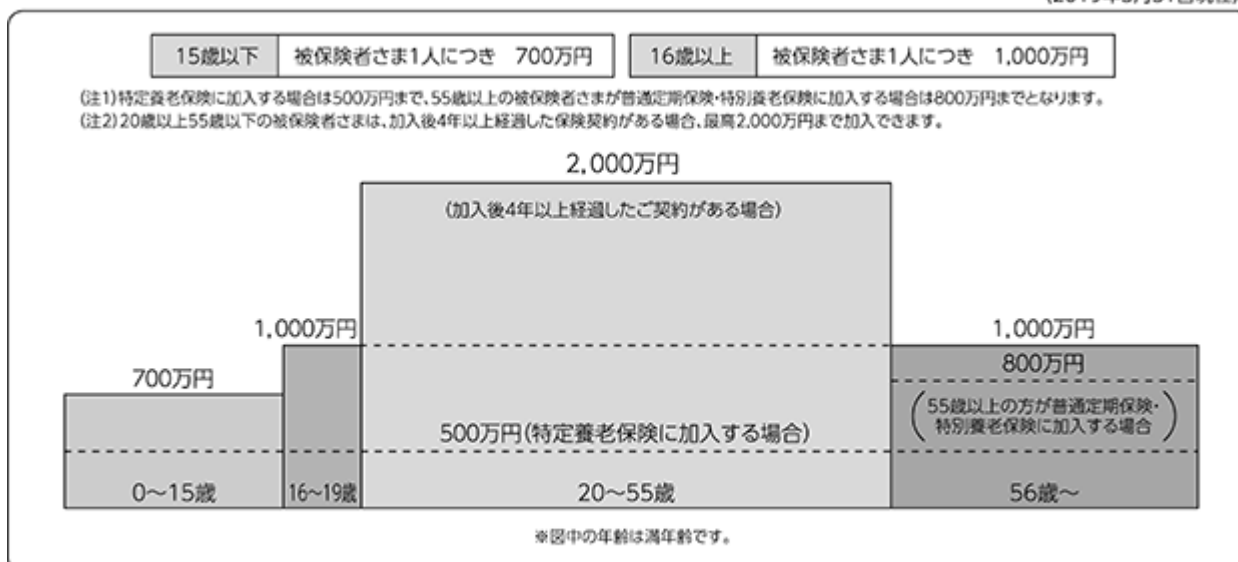 15歳以下 被保険者さま1人につき 700万円 16歳以上 被保険者さま1人につき 1,000万円
(注1)特定養老保険に加入する場合は500万円まで、55歳以上の被保険者さまが普通定期保険・特別養老保険に加入する場合は800万円までとなります。
(注2)20歳以上55歳以下の被保険者さまは、加入後4年以上経過した保険契約がある場合、最高2,000万円まで加入できます。
2,000万円
(加入後4年以上経過したご契約がある場合)
1,000万円
1,000万円
700万円
800万円
(55歳以上の方が普通定期保険・
特別養老保険に加入する場合)
500万円(特定養老保険に加入する場合)
0〜15歳 16〜19歳 20〜55歳 56歳〜
※図中の年齢は満年齢です。